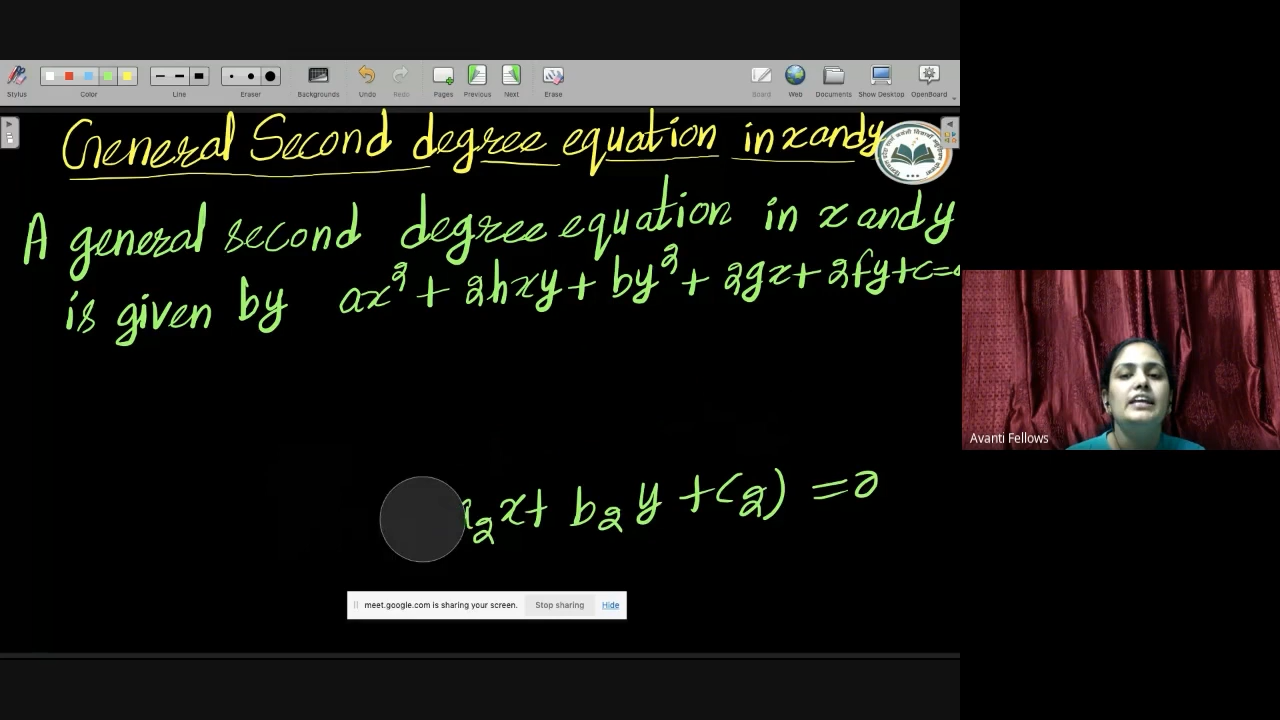 Stylus Color Line Eraser Backgrounds Undo Redo Pages Previous Next Erase Board Web Documents Show Desktop OpenBoard
General Second degree equation in x and y
A general second degree equation in x and y
is given by ax² + 2hxy + by² + 2gx + 2fy + c =
₂x + b₂y + c₂) = 0
Avanti Fellows
meet.google.com is sharing your screen. Stop sharing Hide